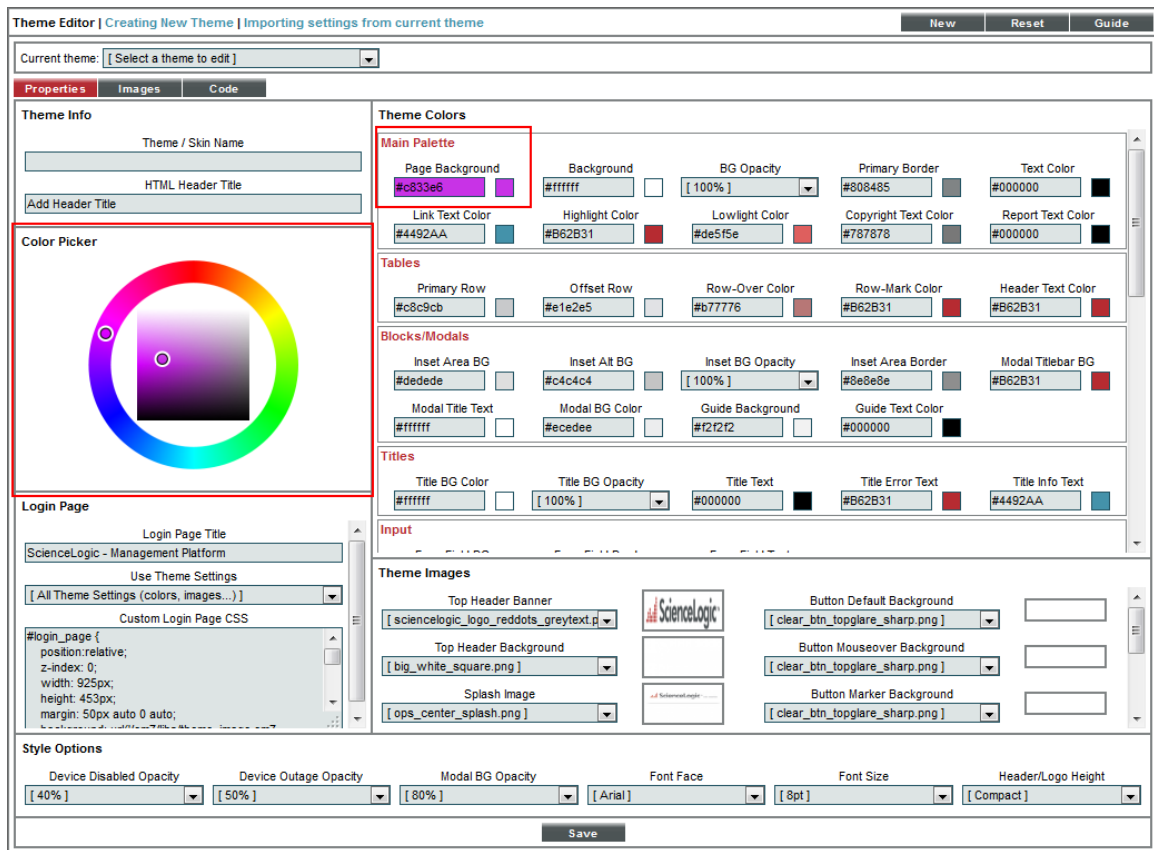 Theme Editor | Creating New Theme | Importing settings from current theme
New Reset Guide
Current theme: [ Select a theme to edit ]
Properties Images Code
Theme Info
Theme / Skin Name
HTML Header Title
Add Header Title
Color Picker
Login Page
Login Page Title
ScienceLogic - Management Platform
Use Theme Settings
[ All Theme Settings (colors, images...) ]
Custom Login Page CSS
#login_page {
position:relative;
z-index: 0;
width: 925px;
height: 453px;
margin: 50px auto 0 auto;
Theme Colors
Main Palette
Page Background Background BG Opacity Primary Border Text Color
#c833e6 #ffffff [ 100% ] #808485 #000000
Link Text Color Highlight Color Lowlight Color Copyright Text Color Report Text Color
#4492AA #B62B31 #de5f5e #787878 #000000
Tables
Primary Row Offset Row Row-Over Color Row-Mark Color Header Text Color
#c8c9cb #e1e2e5 #b77776 #B62B31 #B62B31
Blocks/Modals
Inset Area BG Inset Alt BG Inset BG Opacity Inset Area Border Modal Titlebar BG
#dedede #c4c4c4 [ 100% ] #8e8e8e #B62B31
Modal Title Text Modal BG Color Guide Background Guide Text Color
#ffffff #ecedee #f2f2f2 #000000
Titles
Title BG Color Title BG Opacity Title Text Title Error Text Title Info Text
#ffffff [ 100% ] #000000 #B62B31 #4492AA
Input
Theme Images
Top Header Banner Button Default Background
[ sciencelogic_logo_reddots_greytext.p ScienceLogic [ clear_btn_topglare_sharp.png ]
Top Header Background Button Mouseover Background
[ big_white_square.png ] [ clear_btn_topglare_sharp.png ]
Splash Image Button Marker Background
[ ops_center_splash.png ] ScienceLogic [ clear_btn_topglare_sharp.png ]
Style Options
Device Disabled Opacity Device Outage Opacity Modal BG Opacity Font Face Font Size Header/Logo Height
[ 40% ] [ 50% ] [ 80% ] [ Arial ] [ 8pt ] [ Compact ]
Save